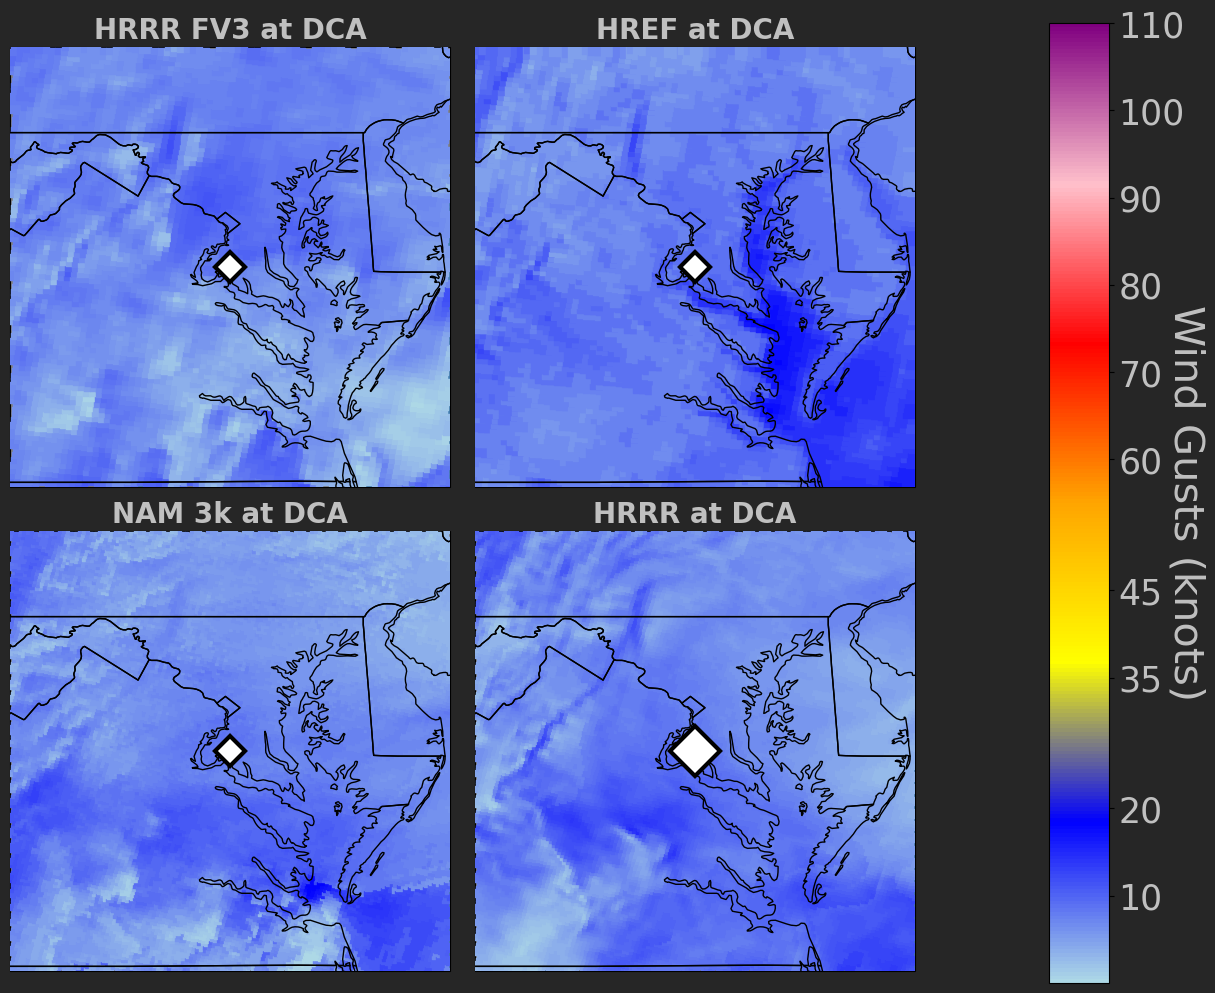 HRRR FV3 at DCA
HREF at DCA
NAM 3k at DCA
HRRR at DCA
110
100
90
80
70
60
45
35
20
10
Wind Gusts (knots)